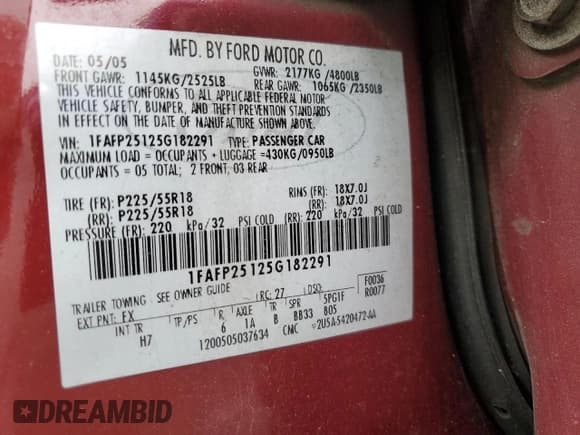 MFD. BY FORD MOTOR CO.
DATE: 05/05 GVWR: 2177KG /4800LB
FRONT GAWR: 1145KG/2525LB REAR GAWR: 1065KG/2350LB
THIS VEHICLE CONFORMS TO ALL APPLICABLE FEDERAL MOTOR
VEHICLE SAFETY, BUMPER, AND THEFT PREVENTION STANDARDS
IN EFFECT ON THE DATE OF MANUFACTURE SHOWN ABOVE.
VIN: 1FAFP25125G182291 TYPE: PASSENGER CAR
MAXIMUM LOAD = OCCUPANTS + LUGGAGE =430KG/0950LB
OCCUPANTS = 05 TOTAL; 2 FRONT, 03 REAR
TIRE (FR): P225/55R18 RIMS (FR): 18X7.0J
(RR): P225/55R18 (RR): 18X7.0J
PRESSURE (FR): 220 kPa/32 PSI COLD (RR): 220 kPa/32 PSI COLD
1FAFP25125G182291
TRAILER TOWING - SEE OWNER GUIDE
EXT PNT: FX RC: 27 DSO: F0036
INT TR TP/PS R AXLE TR SPR 5PG1F R0077
H7 6 1A B BB33 805
1200505037634 CMC ○2U5A-5420472-AA
DREAMBID